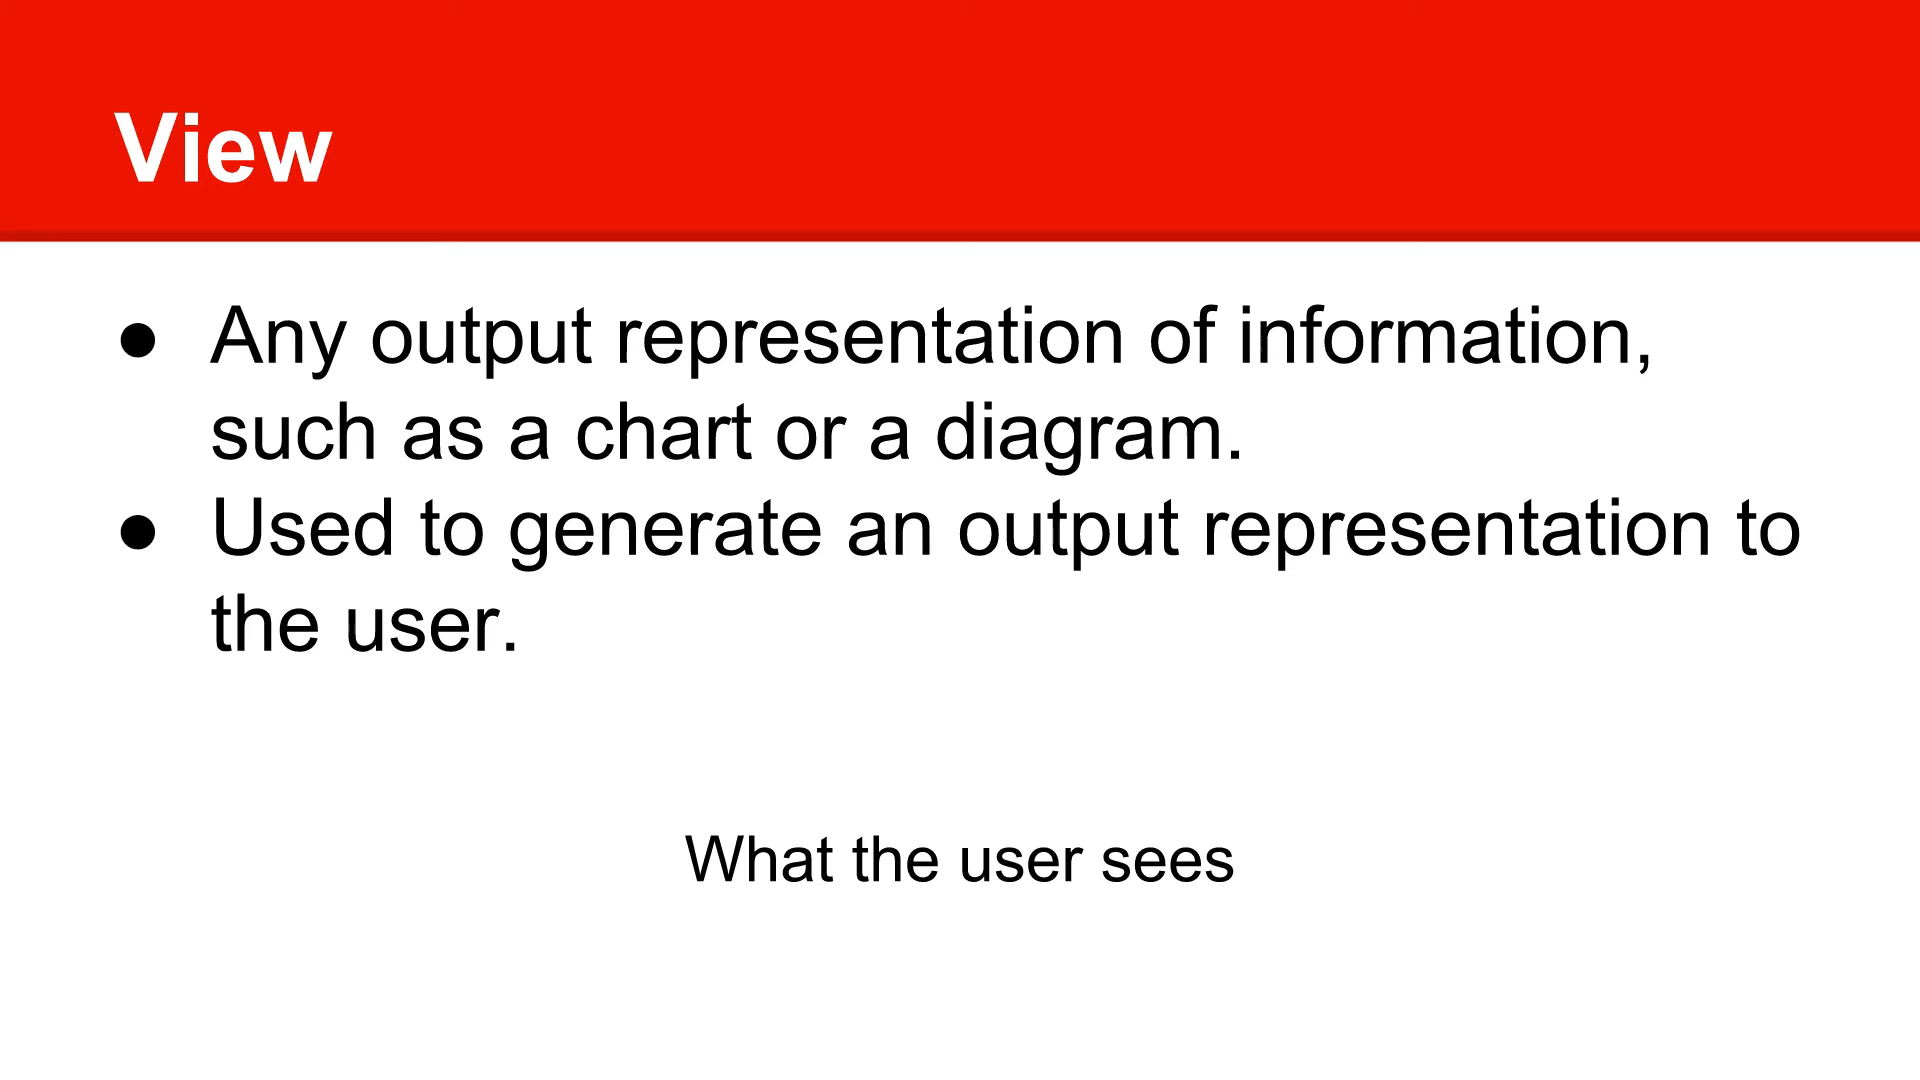 View
● Any output representation of information,
such as a chart or a diagram.
● Used to generate an output representation to
the user.
What the user sees